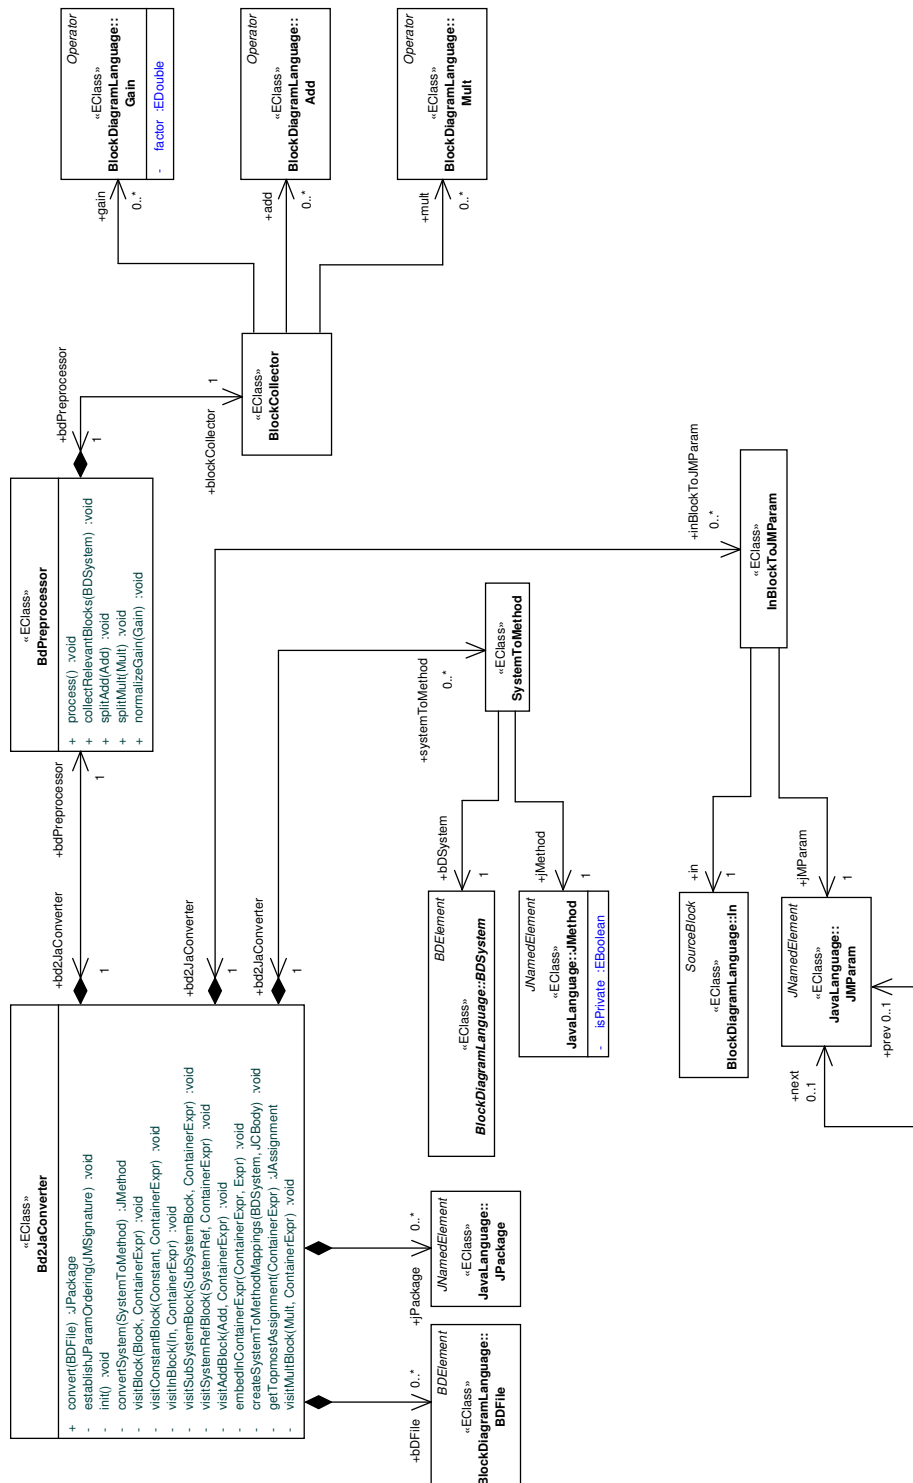 «EClass»
Bd2JaConverter
+ convert(BDFile) :JPackage
- establishJParamOrdering(JMSignature) :void
- init() :void
- convertSystem(SystemToMethod) :JMethod
- visitBlock(Block, ContainerExpr) :void
- visitConstantBlock(Constant, ContainerExpr) :void
- visitInBlock(In, ContainerExpr) :void
- visitSubSystemBlock(SubSystemBlock, ContainerExpr) :void
- visitSystemRefBlock(SystemRef, ContainerExpr) :void
- visitAddBlock(Add, ContainerExpr) :void
- embedInContainerExpr(ContainerExpr, Expr) :void
- createSystemToMethodMappings(BDSystem, JCBody) :void
- getTopmostAssignment(ContainerExpr) :JAssignment
- visitMultBlock(Mult, ContainerExpr) :void
+bd2JaConverter
1
+bdPreprocessor
1
«EClass»
BdPreprocessor
+ process() :void
+ collectRelevantBlocks(BDSystem) :void
+ splitAdd(Add) :void
+ splitMult(Mult) :void
+ normalizeGain(Gain) :void
+bdPreprocessor
1
+blockCollector
1
«EClass»
BlockCollector
+gain
0..*
Operator
«EClass»
BlockDiagramLanguage::
Gain
- factor :EDouble
+add
0..*
Operator
«EClass»
BlockDiagramLanguage::
Add
+mult
0..*
Operator
«EClass»
BlockDiagramLanguage::
Mult
+bd2JaConverter
1
+inBlockToJMParam
0..*
«EClass»
InBlockToJMParam
+bd2JaConverter
1
+systemToMethod
0..*
«EClass»
SystemToMethod
+bDSystem
1
BDElement
«EClass»
BlockDiagramLanguage::BDSystem
+jMethod
1
JNamedElement
«EClass»
JavaLanguage::JMethod
- isPrivate :EBoolean
+in
1
SourceBlock
«EClass»
BlockDiagramLanguage::In
+jMParam
1
JNamedElement
«EClass»
JavaLanguage::
JMParam
+next
0..1
+prev 0..1
+jPackage
0..*
JNamedElement
«EClass»
JavaLanguage::
JPackage
+bDFile
0..*
BDElement
«EClass»
BlockDiagramLanguage::
BDFile